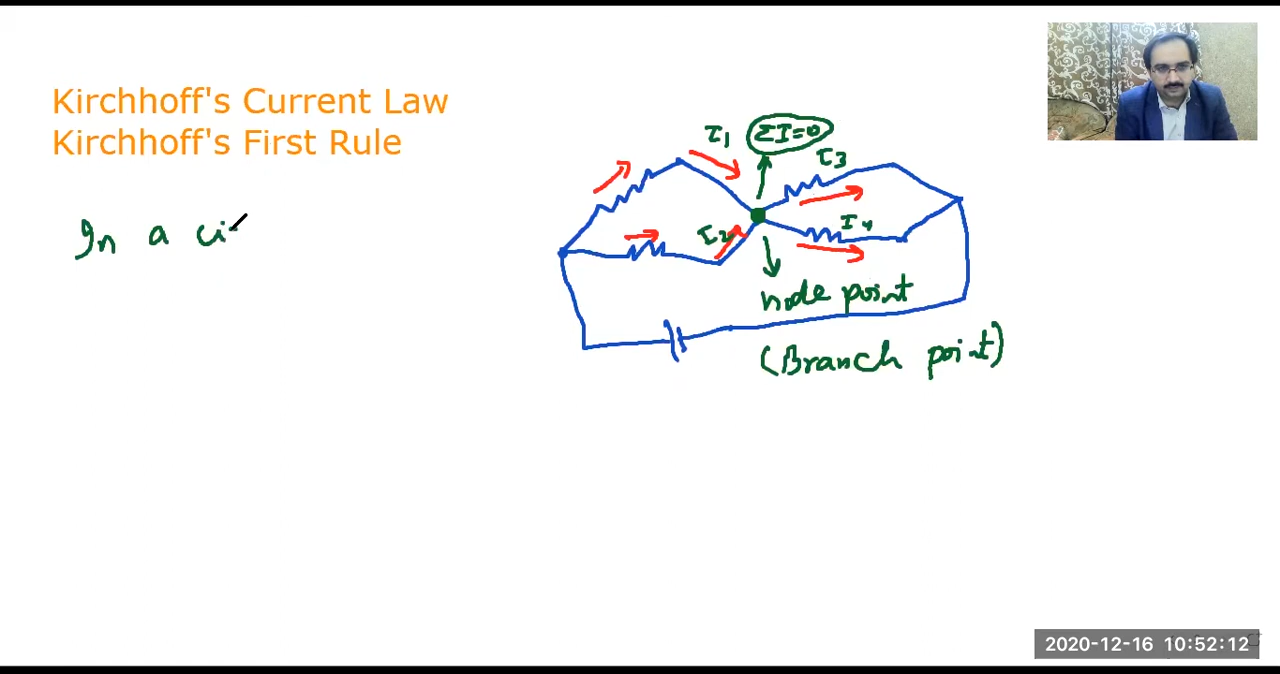 Kirchhoff's Current Law
Kirchhoff's First Rule
In a ci
I1
ΣI=0
I3
I2
I4
node point
(Branch point)
2020-12-16 10:52:12